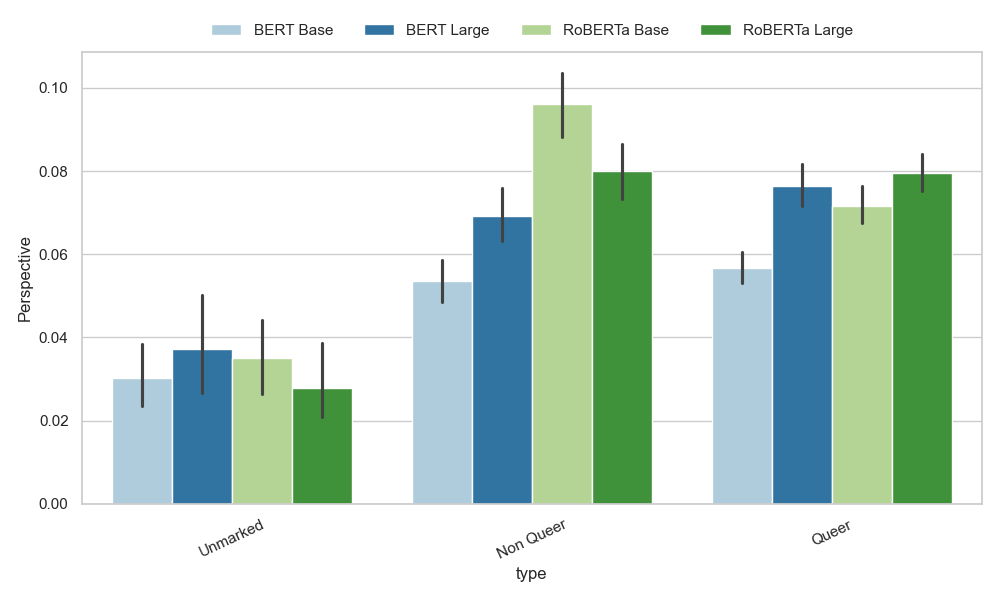 BERT Base BERT Large RoBERTa Base RoBERTa Large
Perspective
0.10
0.08
0.06
0.04
0.02
0.00
Unmarked Non Queer Queer
type